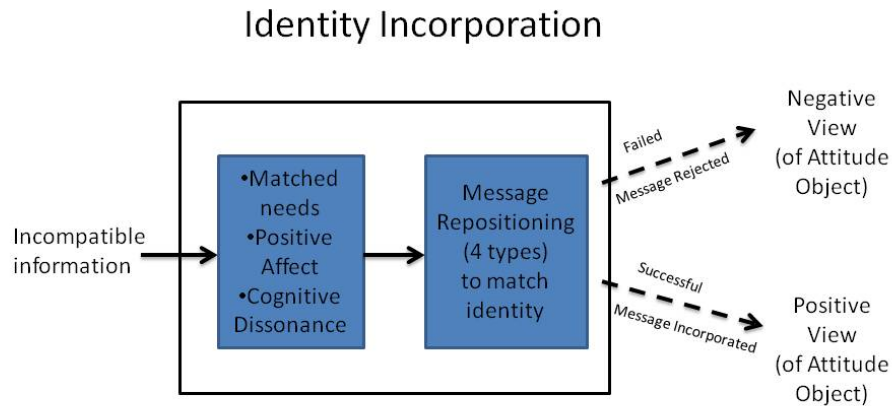 Identity Incorporation
Incompatible
information
•Matched
needs
•Positive
Affect
•Cognitive
Dissonance
Message
Repositioning
(4 types)
to match
identity
Failed
Message Rejected
Negative
View
(of Attitude
Object)
Successful
Message Incorporated
Positive
View
(of Attitude
Object)